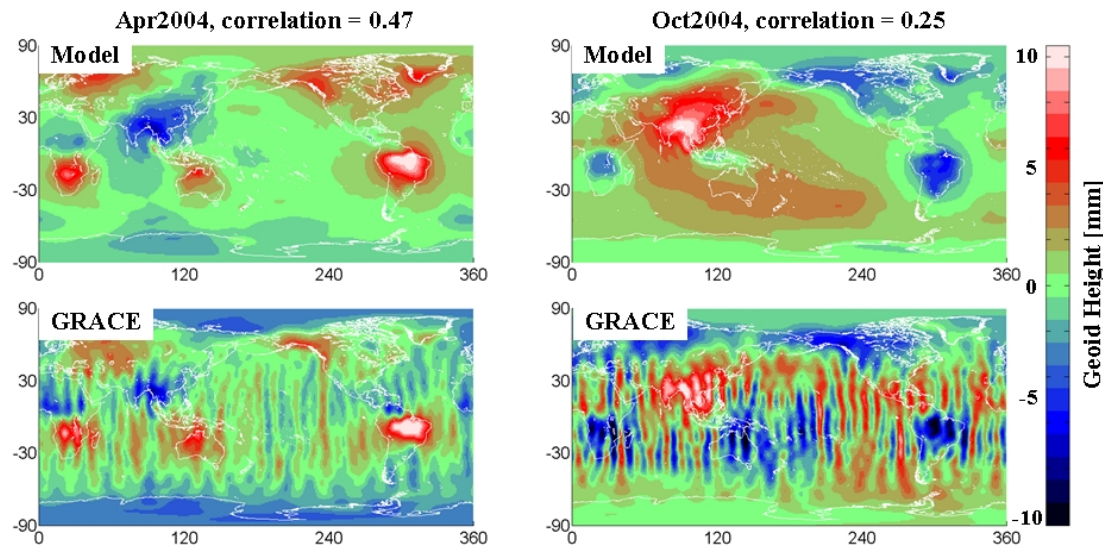 Apr2004, correlation = 0.47
Oct2004, correlation = 0.25
Model
90
30
-30
-90
0 120 240 360
Model
90
30
-30
-90
0 120 240 360
GRACE
90
30
-30
-90
0 120 240 360
GRACE
90
30
-30
-90
0 120 240 360
10
5
0
-5
-10
Geoid Height [mm]